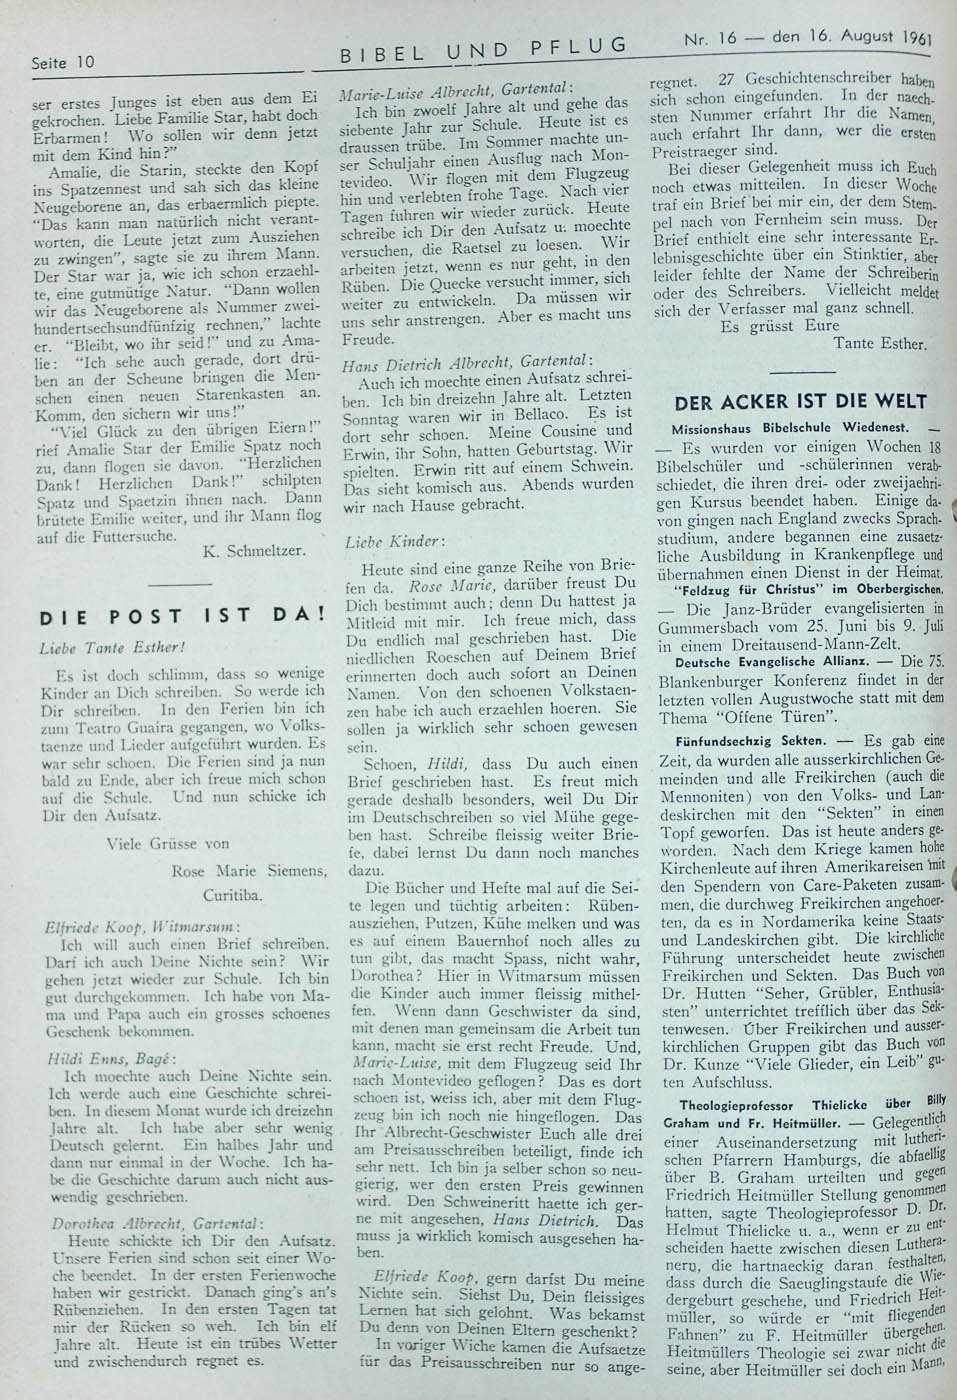 Seite 10
BIBEL UND PFLUG
Nr. 16 — den 16. August 1961
ser erstes Junges ist eben aus dem Ei
gekrochen. Liebe Familie Star, habt doch
Erbarmen! Wo sollen wir denn jetzt
mit dem Kind hin?"
Amalie, die Starin, steckte den Kopf
ins Spatzennest und sah sich das kleine
Neugeborene an, das erbaermlich piepte.
"Das kann man natürlich nicht verant-
worten, die Leute jetzt zum Ausziehen
zu zwingen", sagte sie zu ihrem Mann.
Der Star war ja, wie ich schon erzaehl-
te, eine gutmütige Natur. "Dann wollen
wir das Neugeborene als Nummer zwei-
hundertsechsundfünfzig rechnen," lachte
er. "Bleibt, wo ihr seid!" und zu Ama-
lie: "Ich sehe auch gerade, dort drü-
ben an der Scheune bringen die Men-
schen einen neuen Starenkasten an.
Komm, den sichern wir uns!"
"Viel Glück zu den übrigen Eiern!"
rief Amalie Star der Emilie Spatz noch
zu, dann flogen sie davon. "Herzlichen
Dank! Herzlichen Dank!" schilpten
Spatz und Spaetzin ihnen nach. Dann
brütete Emilie weiter, und ihr Mann flog
auf die Futtersuche.
K. Schmeltzer.
DIE POST IST DA!
Liebe Tante Esther!
Es ist doch schlimm, dass so wenige
Kinder an Dich schreiben. So werde ich
Dir schreiben. In den Ferien bin ich
zum Teatro Guaira gegangen, wo Volks-
taenze und Lieder aufgeführt wurden. Es
war sehr schoen. Die Ferien sind ja nun
bald zu Ende, aber ich freue mich schon
auf die Schule. Und nun schicke ich
Dir den Aufsatz.
Viele Grüsse von
Rose Marie Siemens,
Curitiba.
Elfriede Koop, Witmarsum:
Ich will auch einen Brief schreiben.
Darf ich auch Deine Nichte sein? Wir
gehen jetzt wieder zur Schule. Ich bin
gut durchgekommen. Ich habe von Ma-
ma und Papa auch ein grosses schoenes
Geschenk bekommen.
Hildi Enns, Bagé:
Ich moechte auch Deine Nichte sein.
Ich werde auch eine Geschichte schrei-
ben. In diesem Monat wurde ich dreizehn
Jahre alt. Ich habe aber sehr wenig
Deutsch gelernt. Ein halbes Jahr und
dann nur einmal in der Woche. Ich ha-
be die Geschichte darum auch nicht aus-
wendig geschrieben.
Dorothea Albrecht, Gartental:
Heute schickte ich Dir den Aufsatz.
Unsere Ferien sind schon seit einer Wo-
che beendet. In der ersten Ferienwoche
haben wir gestrickt. Danach ging's an's
Rübenziehen. In den ersten Tagen tat
mir der Rücken so weh. Ich bin elf
Jahre alt. Heute ist ein trübes Wetter
und zwischendurch regnet es.
Marie-Luise Albrecht, Gartental:
Ich bin zwoelf Jahre alt und gehe das
siebente Jahr zur Schule. Heute ist es
draussen trübe. Im Sommer machte un-
ser Schuljahr einen Ausflug nach Mon-
tevideo. Wir flogen mit dem Flugzeug
hin und verlebten frohe Tage. Nach vier
Tagen fuhren wir wieder zurück. Heute
schreibe ich Dir den Aufsatz u: moechte
versuchen, die Raetsel zu loesen. Wir
arbeiten jetzt, wenn es nur geht, in den
Rüben. Die Quecke versucht immer, sich
weiter zu entwickeln. Da müssen wir
uns sehr anstrengen. Aber es macht uns
Freude.
Hans Dietrich Albrecht, Gartental:
Auch ich moechte einen Aufsatz schrei-
ben. Ich bin dreizehn Jahre alt. Letzten
Sonntag waren wir in Bellaco. Es ist
dort sehr schoen. Meine Cousine und
Erwin, ihr Sohn, hatten Geburtstag. Wir
spielten. Erwin ritt auf einem Schwein.
Das sieht komisch aus. Abends wurden
wir nach Hause gebracht.
Liebe Kinder:
Heute sind eine ganze Reihe von Brie-
fen da. Rose Marie, darüber freust Du
Dich bestimmt auch; denn Du hattest ja
Mitleid mit mir. Ich freue mich, dass
Du endlich mal geschrieben hast. Die
niedlichen Roeschen auf Deinem Brief
erinnerten doch auch sofort an Deinen
Namen. Von den schoenen Volkstaen-
zen habe ich auch erzaehlen hoeren. Sie
sollen ja wirklich sehr schoen gewesen
sein.
Schoen, Hildi, dass Du auch einen
Brief geschrieben hast. Es freut mich
gerade deshalb besonders, weil Du Dir
im Deutschschreiben so viel Mühe gege-
ben hast. Schreibe fleissig weiter Brie-
fe, dabei lernst Du dann noch manches
dazu.
Die Bücher und Hefte mal auf die Sei-
te legen und tüchtig arbeiten: Rüben-
ausziehen, Putzen, Kühe melken und was
es auf einem Bauernhof noch alles zu
tun gibt, das macht Spass, nicht wahr,
Dorothea? Hier in Witmarsum müssen
die Kinder auch immer fleissig mithel-
fen. Wenn dann Geschwister da sind,
mit denen man gemeinsam die Arbeit tun
kann, macht sie erst recht Freude. Und,
Marie-Luise, mit dem Flugzeug seid Ihr
nach Montevideo geflogen? Das es dort
schoen ist, weiss ich, aber mit dem Flug-
zeug bin ich noch nie hingeflogen. Das
Ihr Albrecht-Geschwister Euch alle drei
am Preisausschreiben beteiligt, finde ich
sehr nett. Ich bin ja selber schon so neu-
gierig, wer den ersten Preis gewinnen
wird. Den Schweineritt haette ich ger-
ne mit angesehen, Hans Dietrich. Das
muss ja wirklich komisch ausgesehen ha-
ben.
Elfriede Koop, gern darfst Du meine
Nichte sein. Siehst Du, Dein fleissiges
Lernen hat sich gelohnt. Was bekamst
Du denn von Deinen Eltern geschenkt?
In voriger Wiche kamen die Aufsaetze
für das Preisausschreiben nur so ange-
regnet. 27 Geschichtenschreiber haben
sich schon eingefunden. In der naech-
sten Nummer erfahrt Ihr die Namen,
auch erfahrt Ihr dann, wer die ersten
Preistraeger sind.
Bei dieser Gelegenheit muss ich Euch
noch etwas mitteilen. In dieser Woche
traf ein Brief bei mir ein, der dem Stem-
pel nach von Fernheim sein muss. Der
Brief enthielt eine sehr interessante Er-
lebnisgeschichte über ein Stinktier, aber
leider fehlte der Name der Schreiberin
oder des Schreibers. Vielleicht meldet
sich der Verfasser mal ganz schnell.
Es grüsst Eure
Tante Esther.
DER ACKER IST DIE WELT
Missionshaus Bibelschule Wiedenest. —
— Es wurden vor einigen Wochen 18
Bibelschüler und -schülerinnen verab-
schiedet, die ihren drei- oder zweijaehri-
gen Kursus beendet haben. Einige da-
von gingen nach England zwecks Sprach-
studium, andere begannen eine zusaetz-
liche Ausbildung in Krankenpflege und
übernahmen einen Dienst in der Heimat.
"Feldzug für Christus" im Oberbergischen.
— Die Janz-Brüder evangelisierten in
Gummersbach vom 25. Juni bis 9. Juli
in einem Dreitausend-Mann-Zelt.
Deutsche Evangelische Allianz. — Die 75.
Blankenburger Konferenz findet in der
letzten vollen Augustwoche statt mit dem
Thema "Offene Türen".
Fünfundsechzig Sekten. — Es gab eine
Zeit, da wurden alle ausserkirchlichen Ge-
meinden und alle Freikirchen (auch die
Mennoniten) von den Volks- und Lan-
deskirchen mit den "Sekten" in einen
Topf geworfen. Das ist heute anders ge-
worden. Nach dem Kriege kamen hohe
Kirchenleute auf ihren Amerikareisen mit
den Spendern von Care-Paketen zusam-
men, die durchweg Freikirchen angehoer-
ten, da es in Nordamerika keine Staats-
und Landeskirchen gibt. Die kirchliche
Führung unterscheidet heute zwischen
Freikirchen und Sekten. Das Buch von
Dr. Hutten "Seher, Grübler, Enthusia-
sten" unterrichtet trefflich über das Sek-
tenwesen. Über Freikirchen und ausser-
kirchlichen Gruppen gibt das Buch von
Dr. Kunze "Viele Glieder, ein Leib" gu-
ten Aufschluss.
Theologieprofessor Thielicke über Billy
Graham und Fr. Heitmüller. — Gelegentlich
einer Auseinandersetzung mit lutheri-
schen Pfarrern Hamburgs, die abfaellig
über B. Graham urteilten und gegen
Friedrich Heitmüller Stellung genommen
hatten, sagte Theologieprofessor D. Dr.
Helmut Thielicke u. a., wenn er zu ent-
scheiden haette zwischen diesen Luthera-
nern, die hartnaeckig daran festhalten,
dass durch die Saeuglingstaufe die Wie-
dergeburt geschehe, und Friedrich Heit-
müller, so würde er "mit fliegenden
Fahnen" zu F. Heitmüller übergehen.
Heitmüllers Theologie sei zwar nicht die
seine, aber Heitmüller sei doch ein Mann,